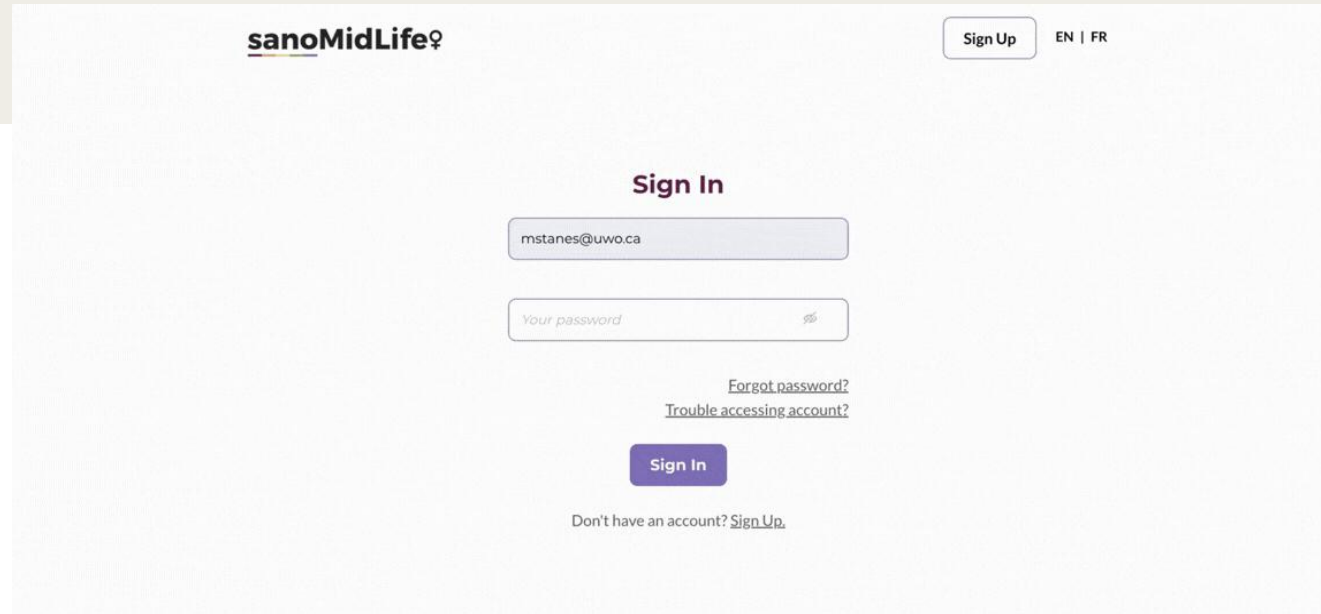 sanoMidLife♀
Sign Up EN | FR
Sign In
mstanes@uwo.ca
Your password
Forgot password?
Trouble accessing account?
Sign In
Don't have an account? Sign Up.